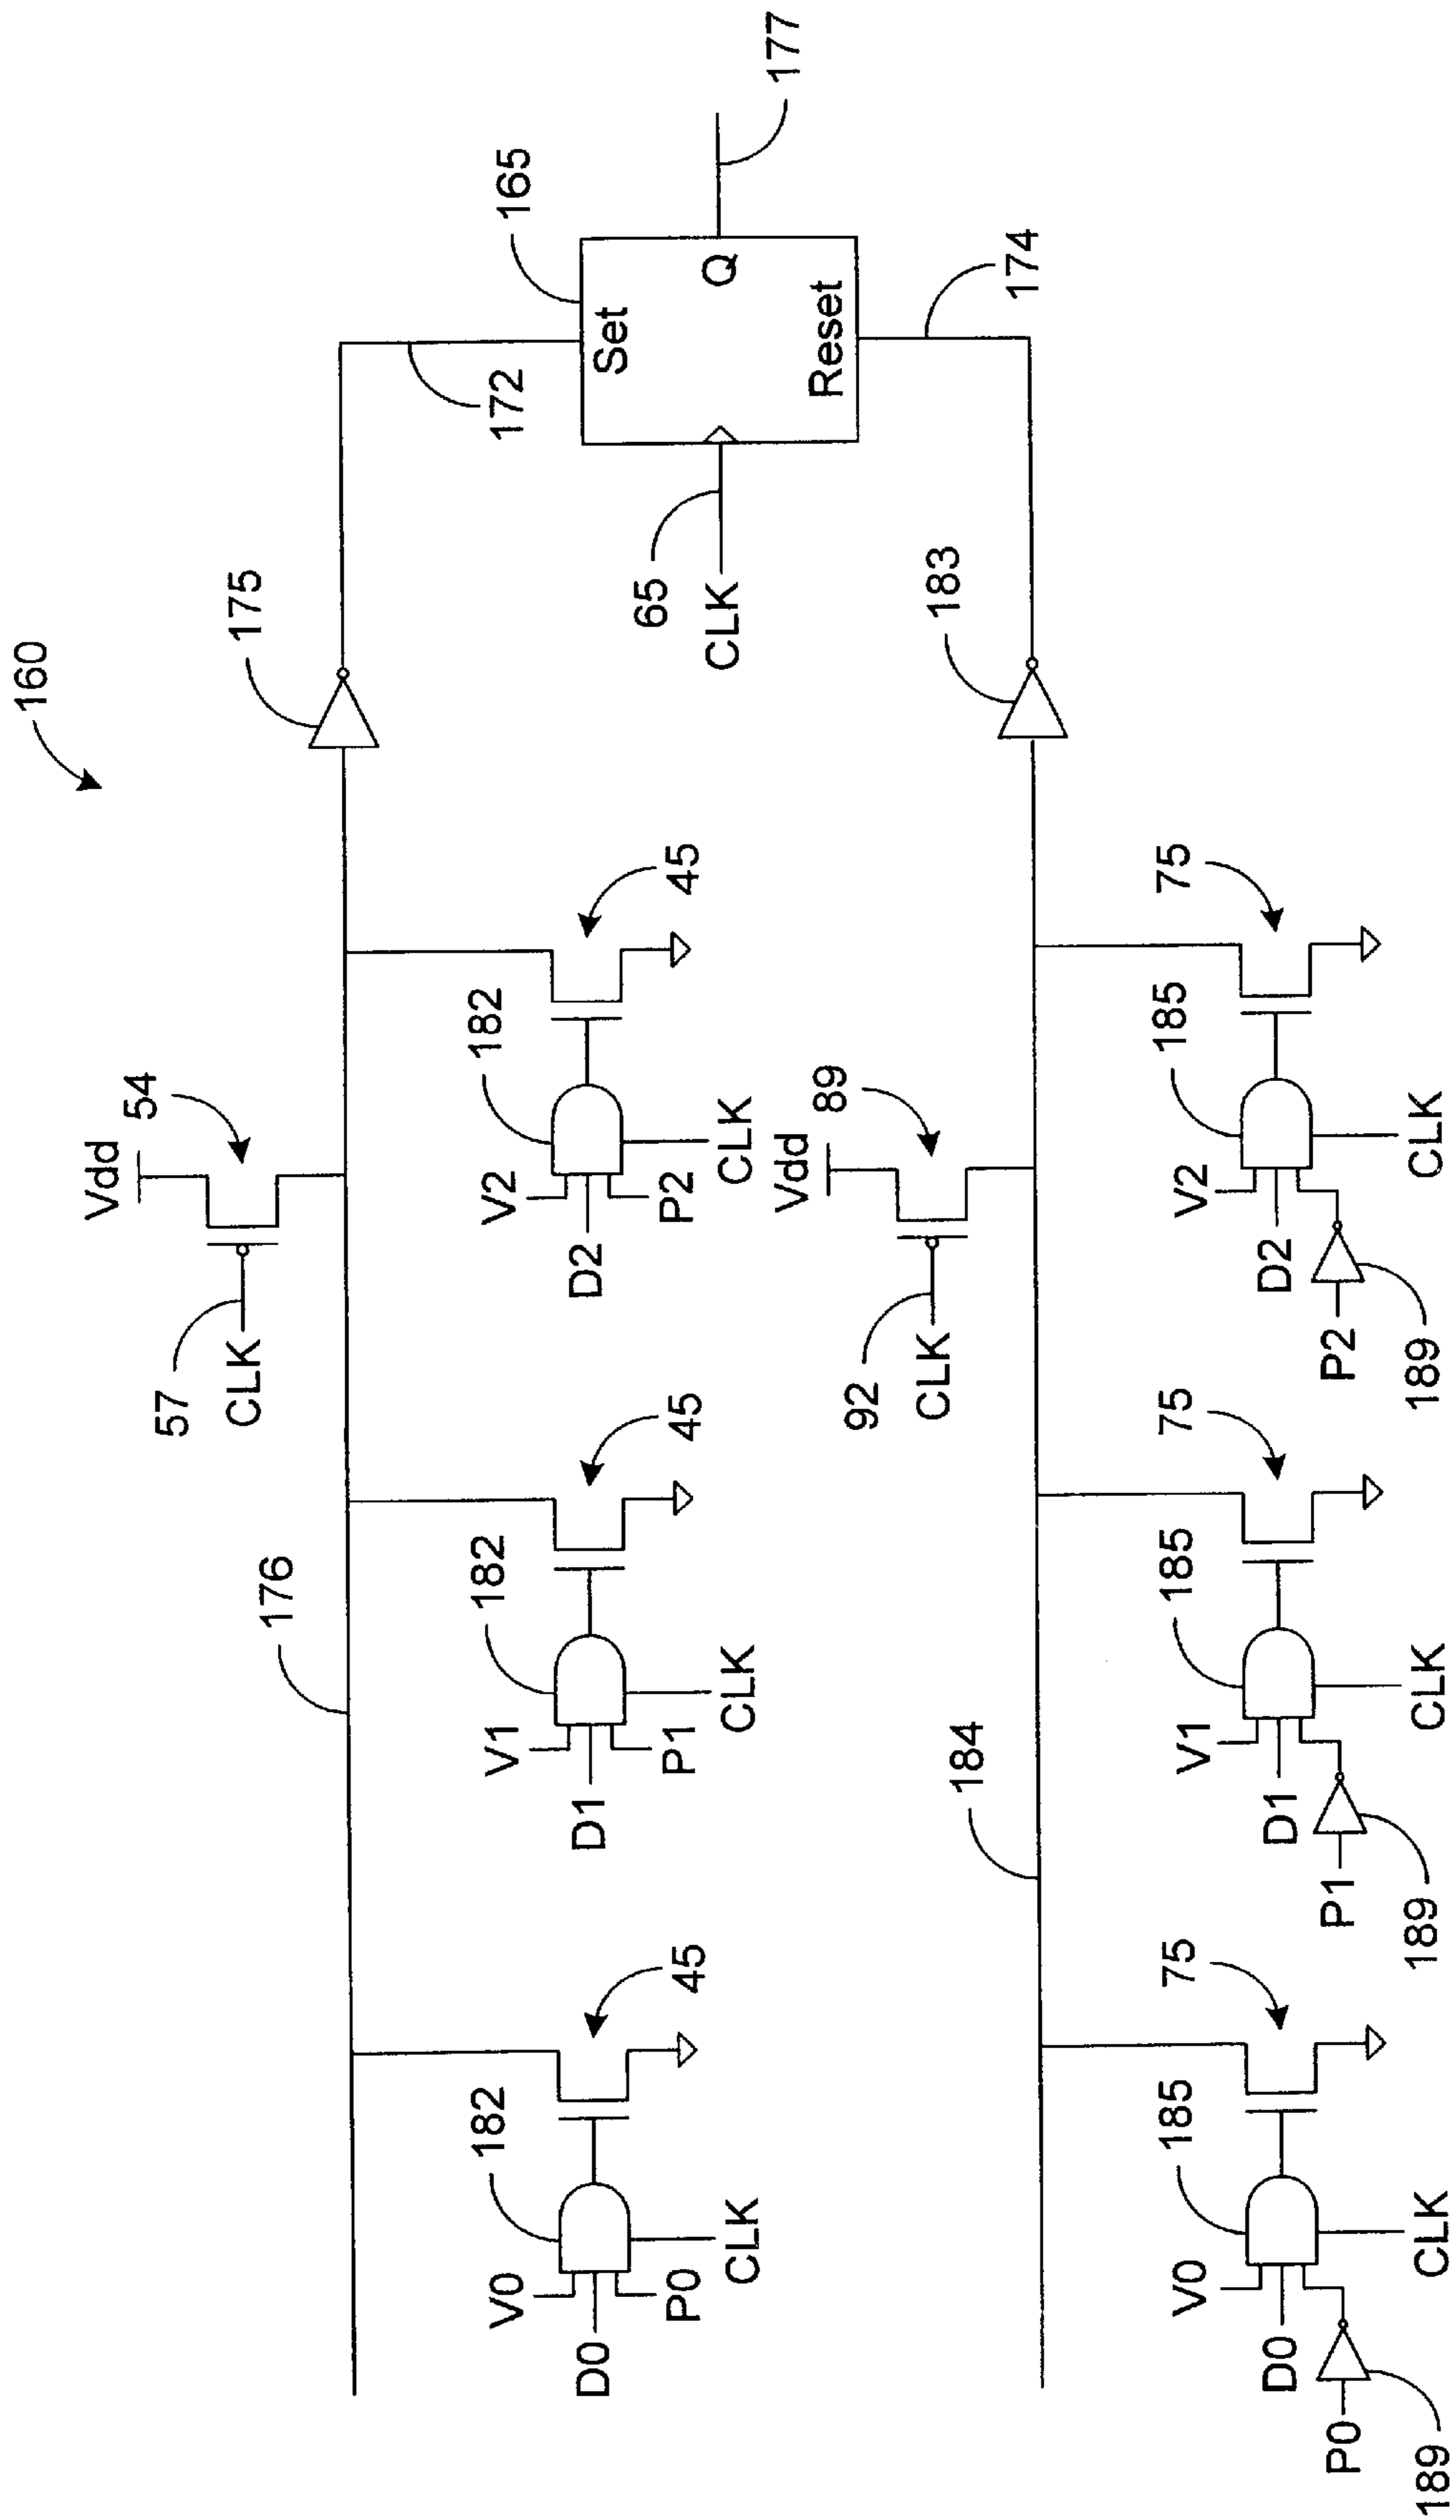 160
Vdd
54
57
CLK
175
176
172
165
Set
Q
Reset
177
174
65
CLK
V0
182
45
D0
P0
CLK
V1
182
45
D1
P1
CLK
V2
182
45
D2
P2
CLK
Vdd
89
92
CLK
183
184
V0
185
75
D0
P0
CLK
189
V1
185
75
D1
P1
CLK
189
V2
185
75
D2
P2
CLK
189